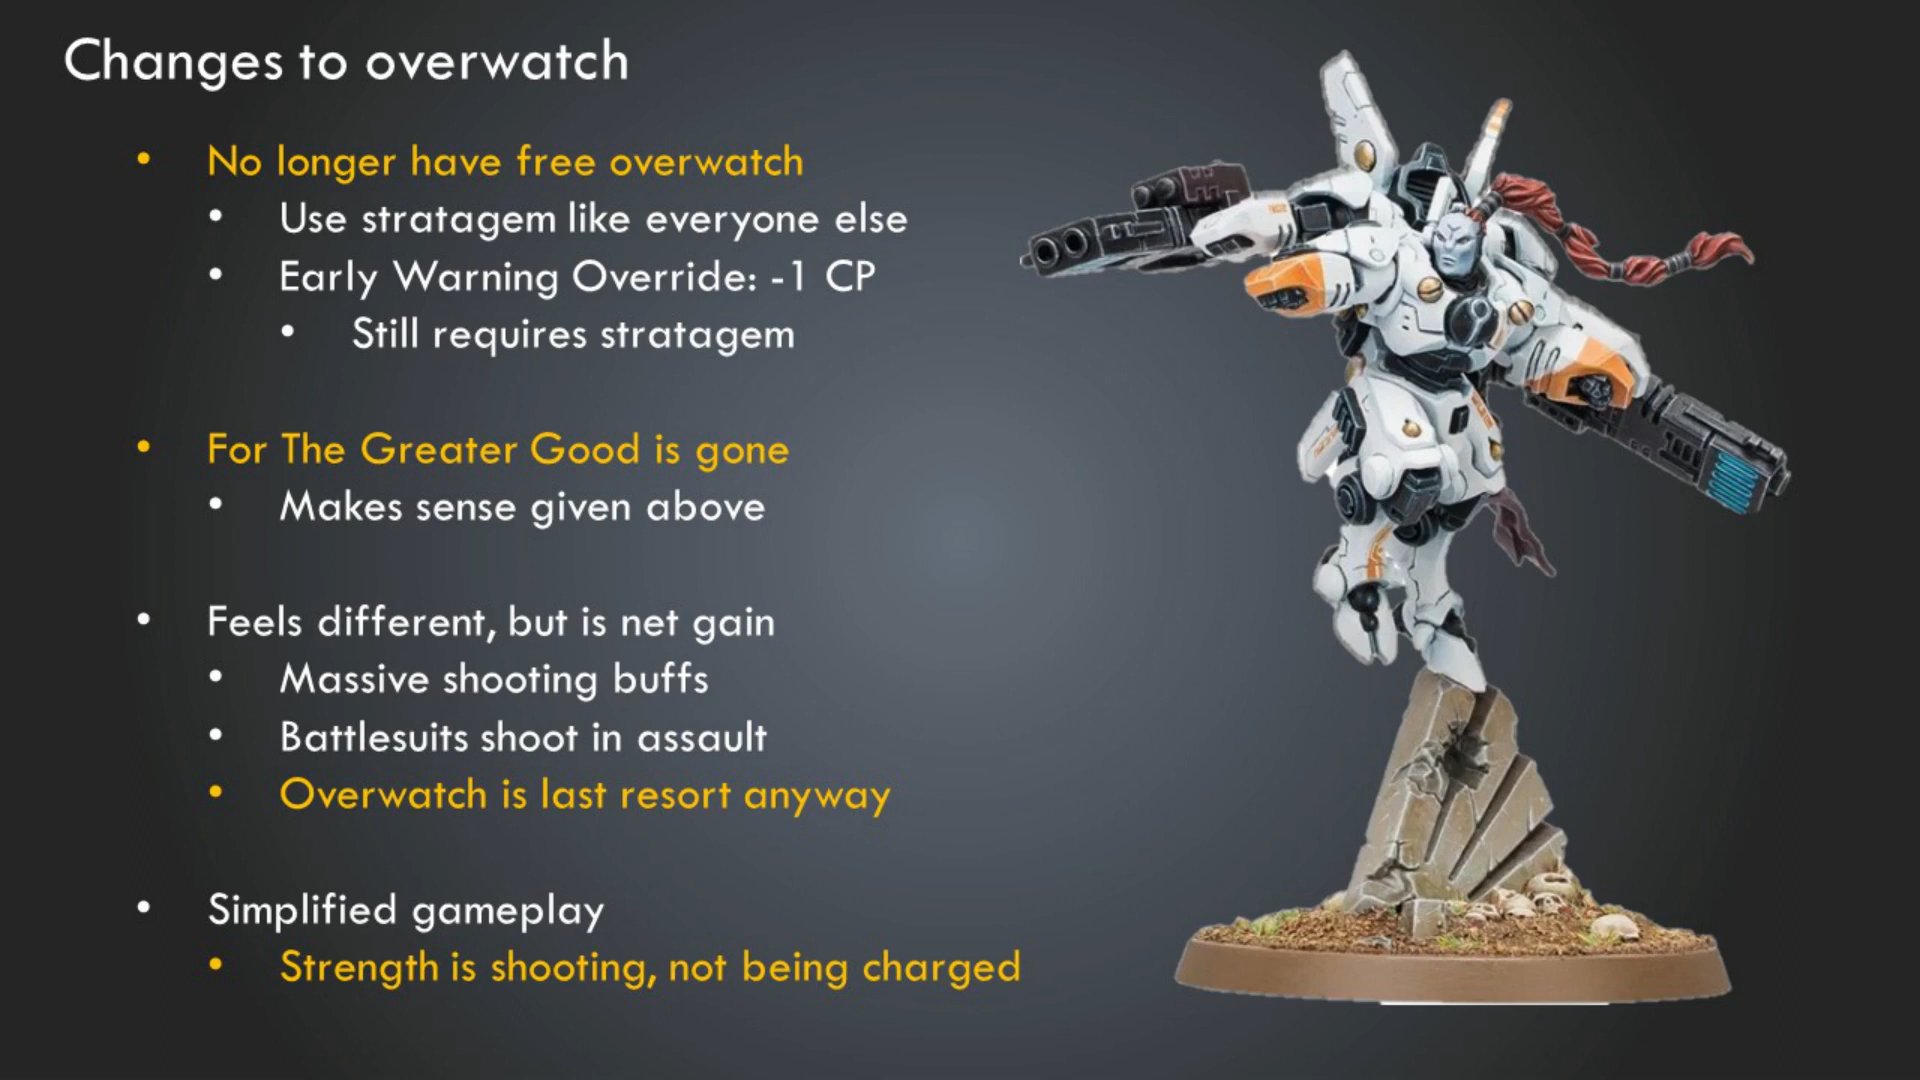 Changes to overwatch
• No longer have free overwatch
• Use stratagem like everyone else
• Early Warning Override: -1 CP
• Still requires stratagem
• For The Greater Good is gone
• Makes sense given above
• Feels different, but is net gain
• Massive shooting buffs
• Battlesuits shoot in assault
• Overwatch is last resort anyway
• Simplified gameplay
• Strength is shooting, not being charged